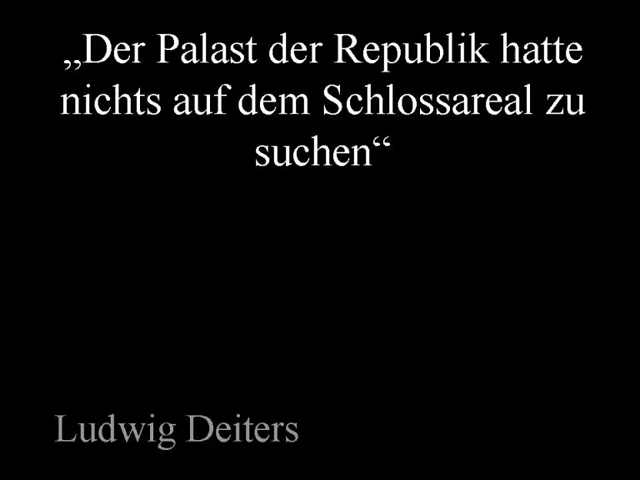 „Der Palast der Republik hatte
nichts auf dem Schlossareal zu
suchen“
Ludwig Deiters